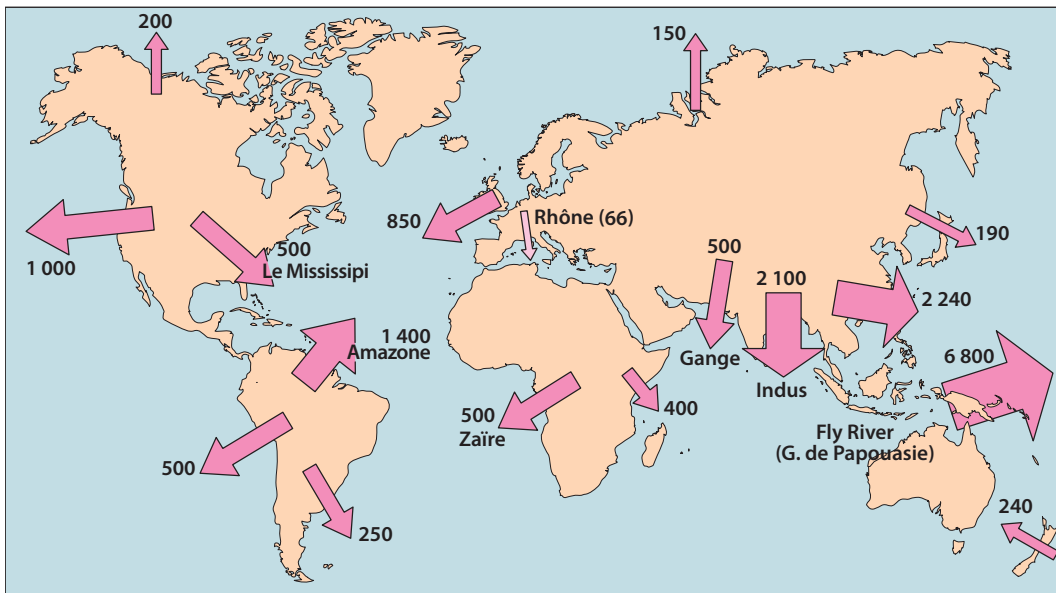 200
150
850
Rhône (66)
190
1 000
500
Le Mississipi
500
2 100
2 240
1 400
Amazone
Gange
Indus
6 800
500
Zaïre
400
Fly River
(G. de Papouasie)
500
250
240